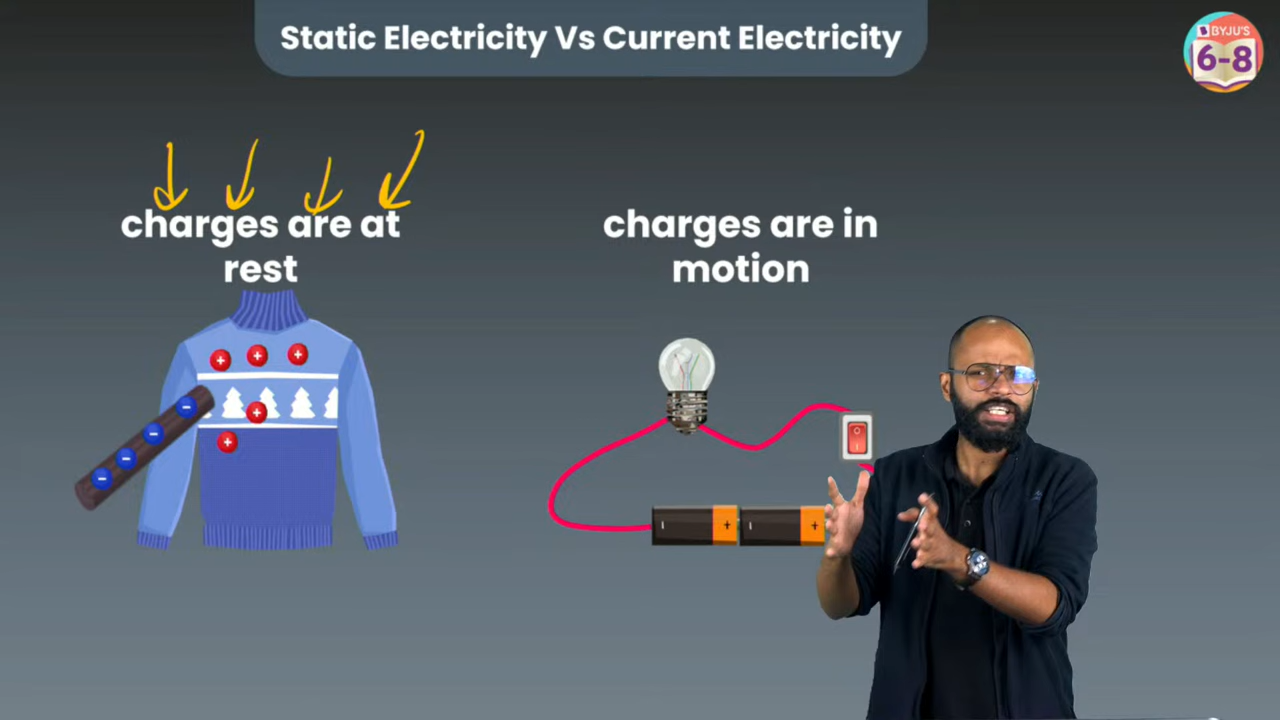 Static Electricity Vs Current Electricity
BYJU'S
6-8
charges are at
rest
charges are in
motion
+ + +
+
+
- - - -
O
I
+ +